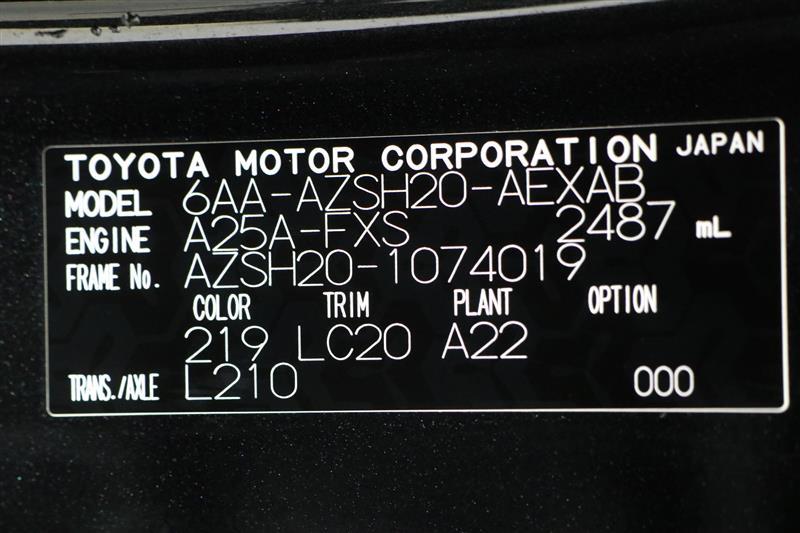 TOYOTA MOTOR CORPORATION JAPAN
MODEL 6AA-AZSH20-AEXAB
ENGINE A25A-FXS 2487 mL
FRAME No. AZSH20-1074019
COLOR TRIM PLANT OPTION
219 LC20 A22
TRANS./AXLE L210 000